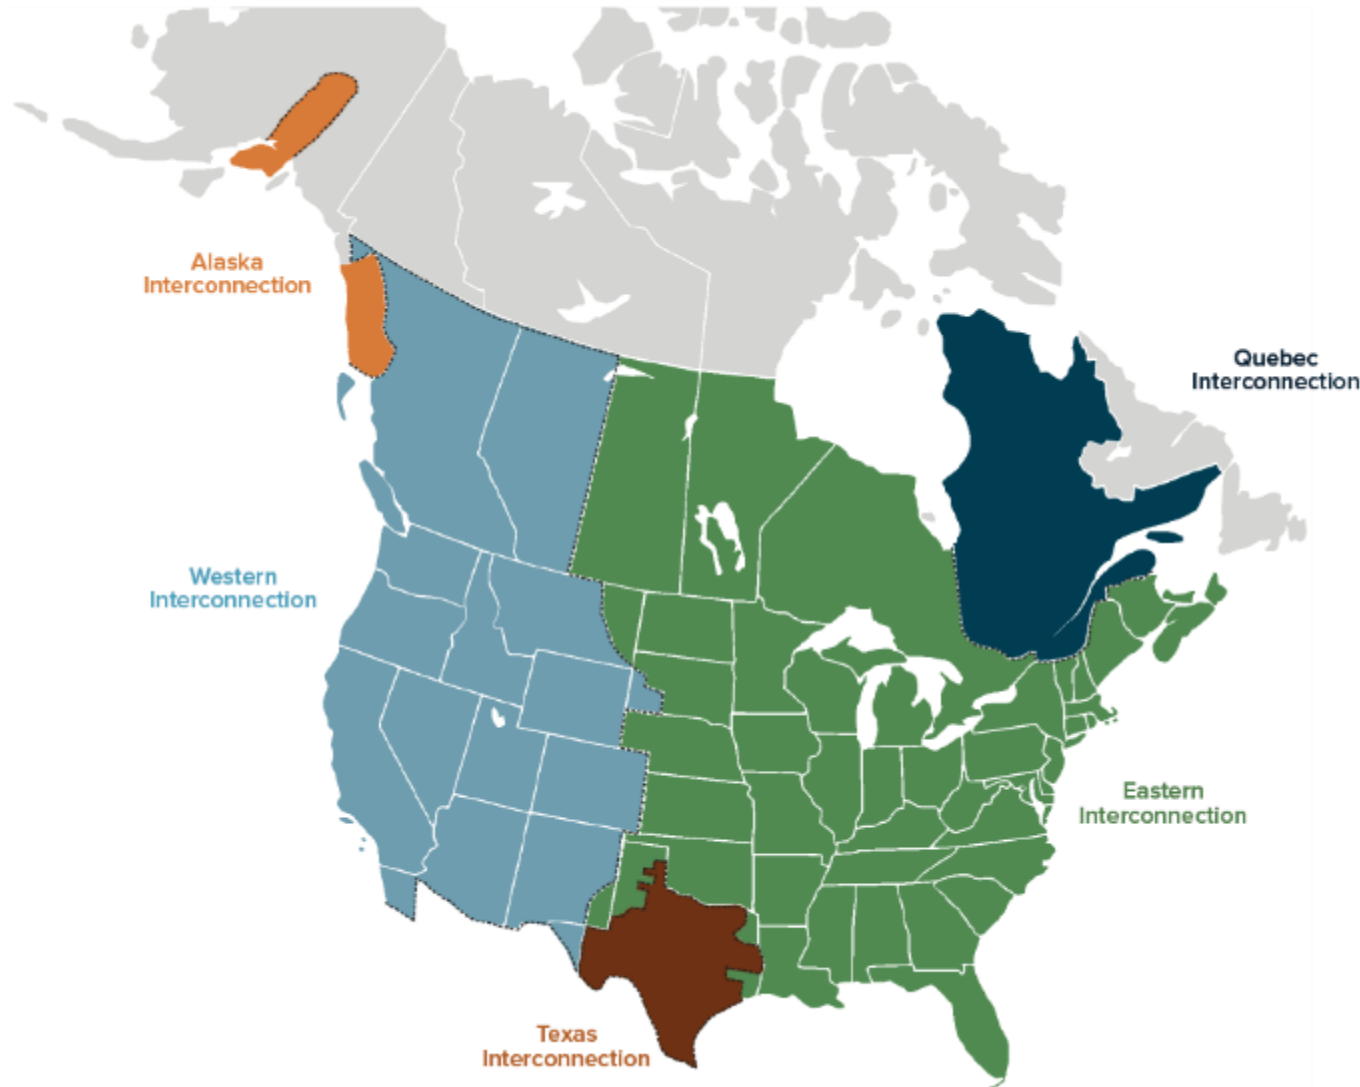 Alaska
Interconnection
Quebec
Interconnection
Western
Interconnection
Eastern
Interconnection
Texas
Interconnection